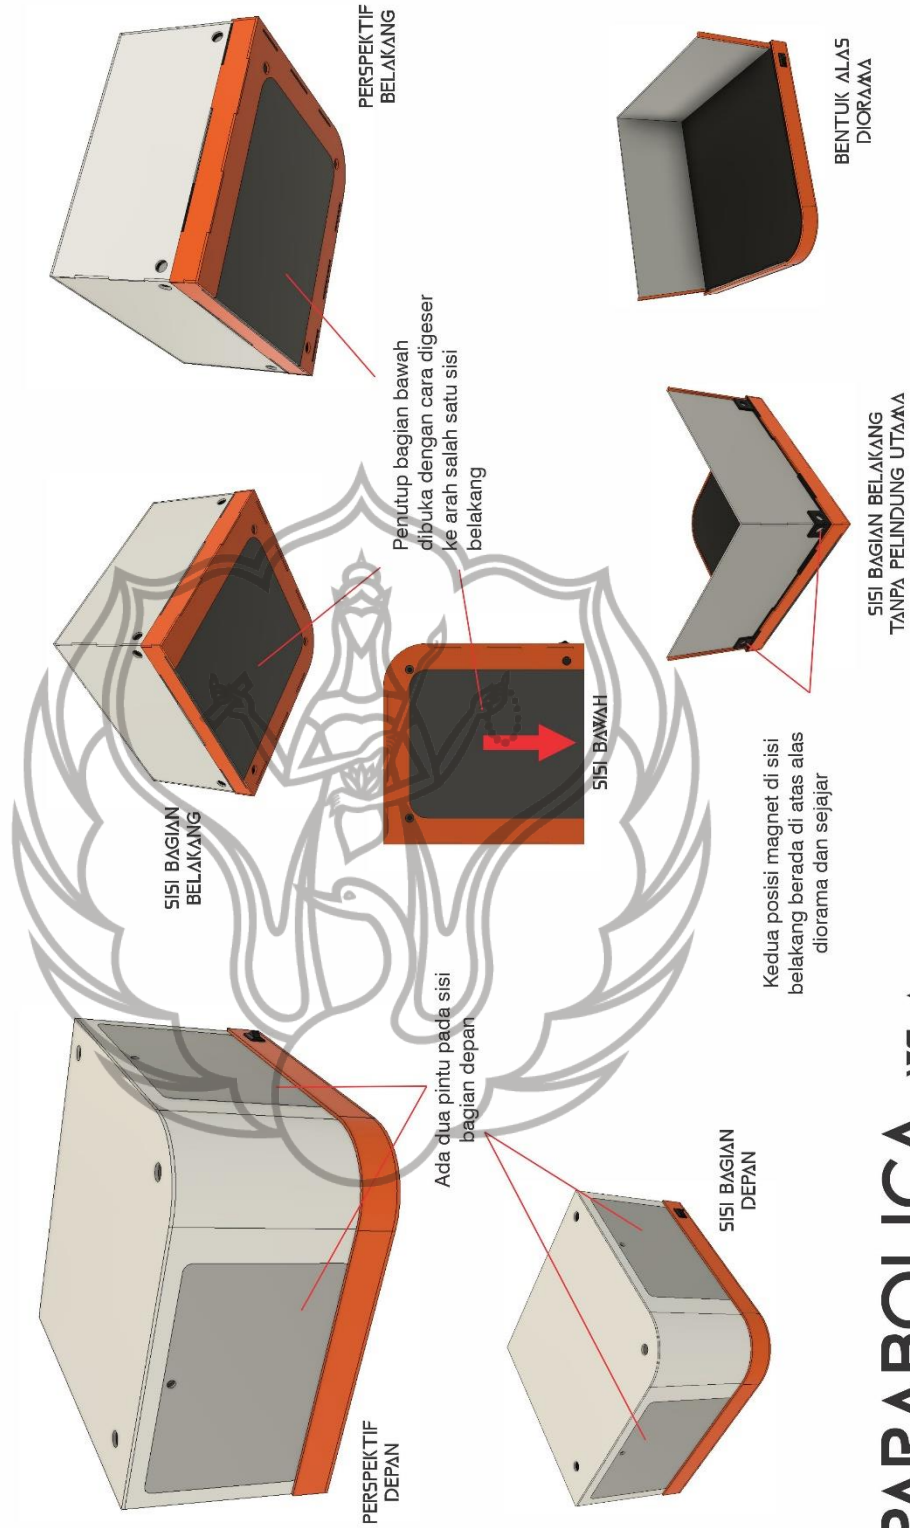 PERSPEKTIF
DEPAN
SISI BAGIAN
BELAKANG
PERSPEKTIF
BELAKANG
Ada dua pintu pada sisi
bagian depan
Penutup bagian bawah
dibuka dengan cara digeser
ke arah salah satu sisi
belakang
SISI BAWAH
SISI BAGIAN
DEPAN
Kedua posisi magnet di sisi
belakang berada di atas alas
diorama dan sejajar
SISI BAGIAN BELAKANG
TANPA PELINDUNG UTAMA
BENTUK ALAS
DIORAMA
PARABOLICA